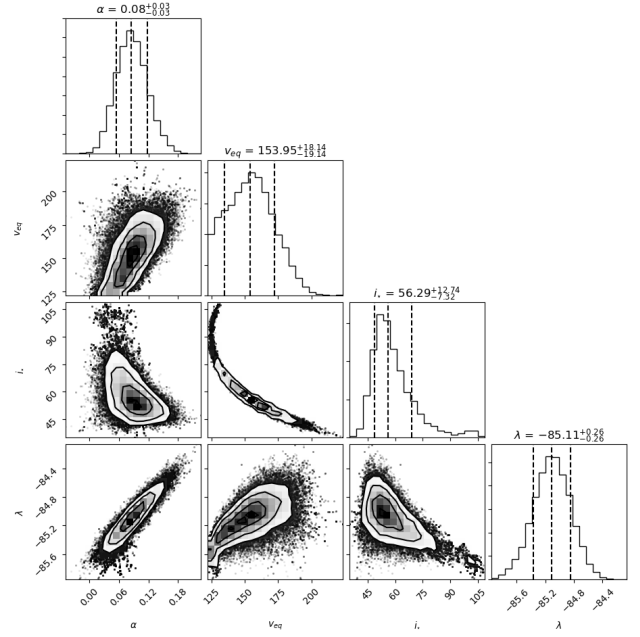 α = 0.08+0.03 −0.03
v_eq = 153.95+18.14 −19.14
200
175
150
125
v_eq
i⋆ = 56.29+12.74 −7.32
105
90
75
60
45
i⋆
λ = −85.11+0.26 −0.26
−84.4
−84.8
−85.2
−85.6
λ
0.00 0.06 0.12 0.18
125 150 175 200
45 60 75 90 105
−85.6 −85.2 −84.8 −84.4
α v_eq i⋆ λ